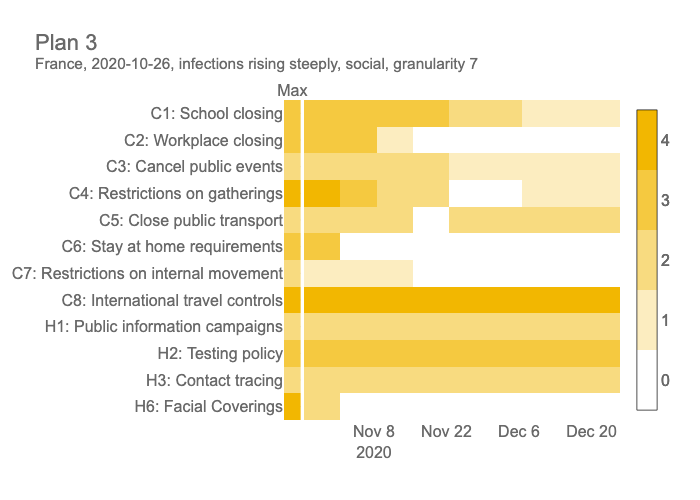 Plan 3
France, 2020-10-26, infections rising steeply, social, granularity 7
Max
C1: School closing
C2: Workplace closing
C3: Cancel public events
C4: Restrictions on gatherings
C5: Close public transport
C6: Stay at home requirements
C7: Restrictions on internal movement
C8: International travel controls
H1: Public information campaigns
H2: Testing policy
H3: Contact tracing
H6: Facial Coverings
4
3
2
1
0
Nov 8 Nov 22 Dec 6 Dec 20
2020